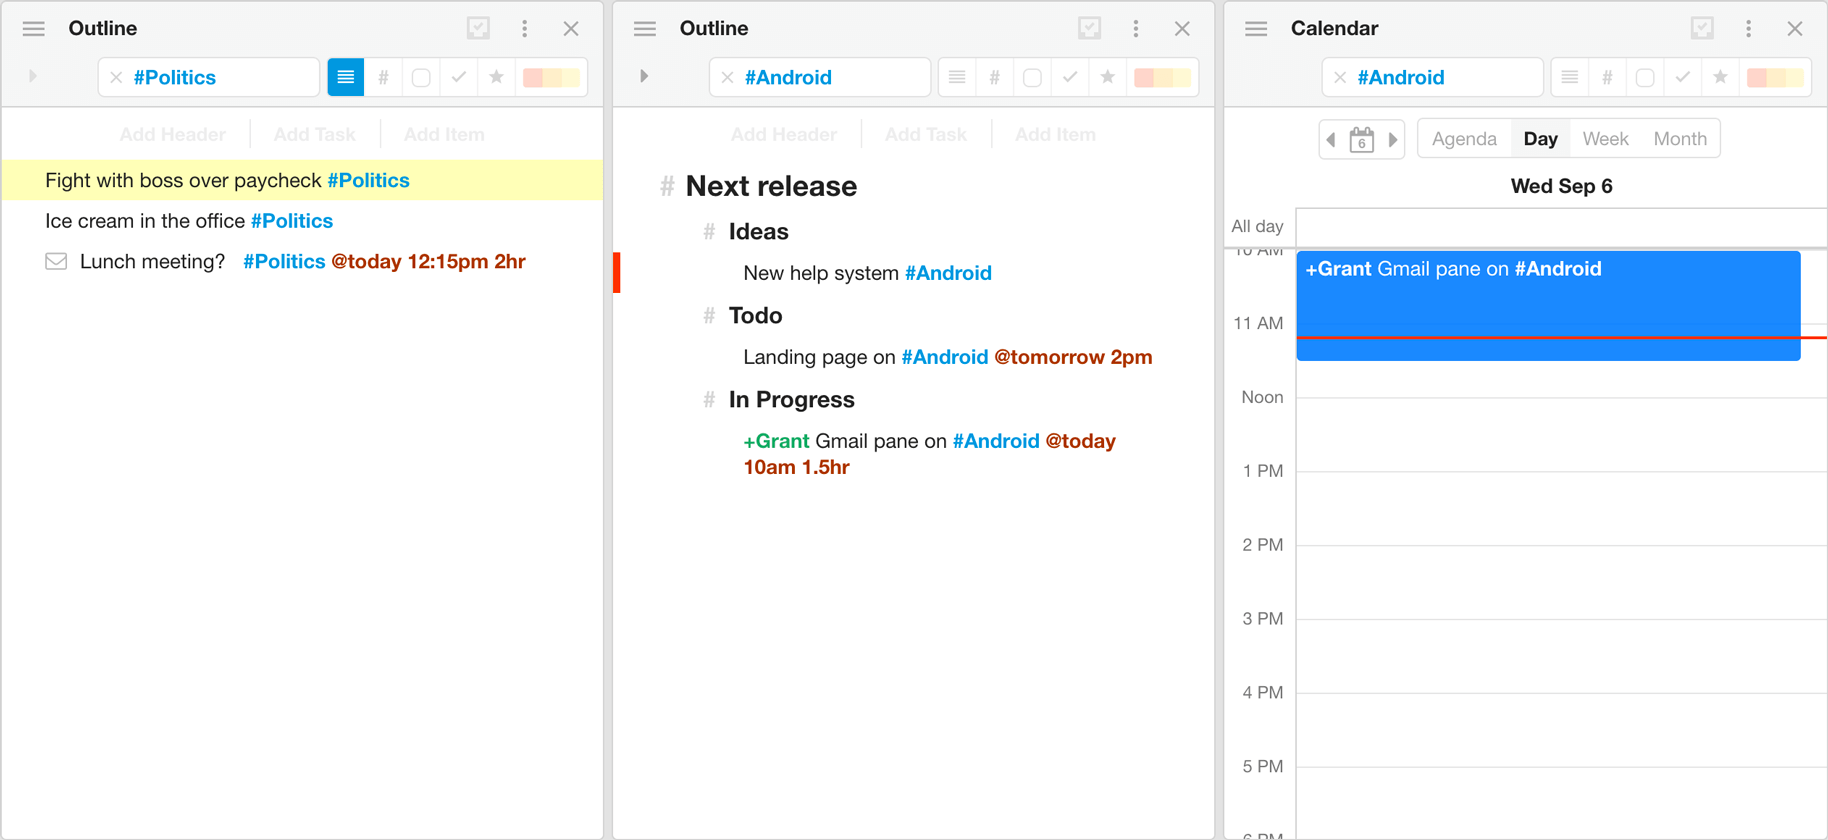 Outline
#Politics
#
Add Header Add Task Add Item
Fight with boss over paycheck #Politics
Ice cream in the office #Politics
Lunch meeting? #Politics @today 12:15pm 2hr
Outline
#Android
#
Add Header Add Task Add Item
# Next release
# Ideas
New help system #Android
# Todo
Landing page on #Android @tomorrow 2pm
# In Progress
+Grant Gmail pane on #Android @today
10am 1.5hr
Calendar
#Android
#
6
Agenda Day Week Month
Wed Sep 6
All day
10 AM
+Grant Gmail pane on #Android
11 AM
Noon
1 PM
2 PM
3 PM
4 PM
5 PM
6 PM